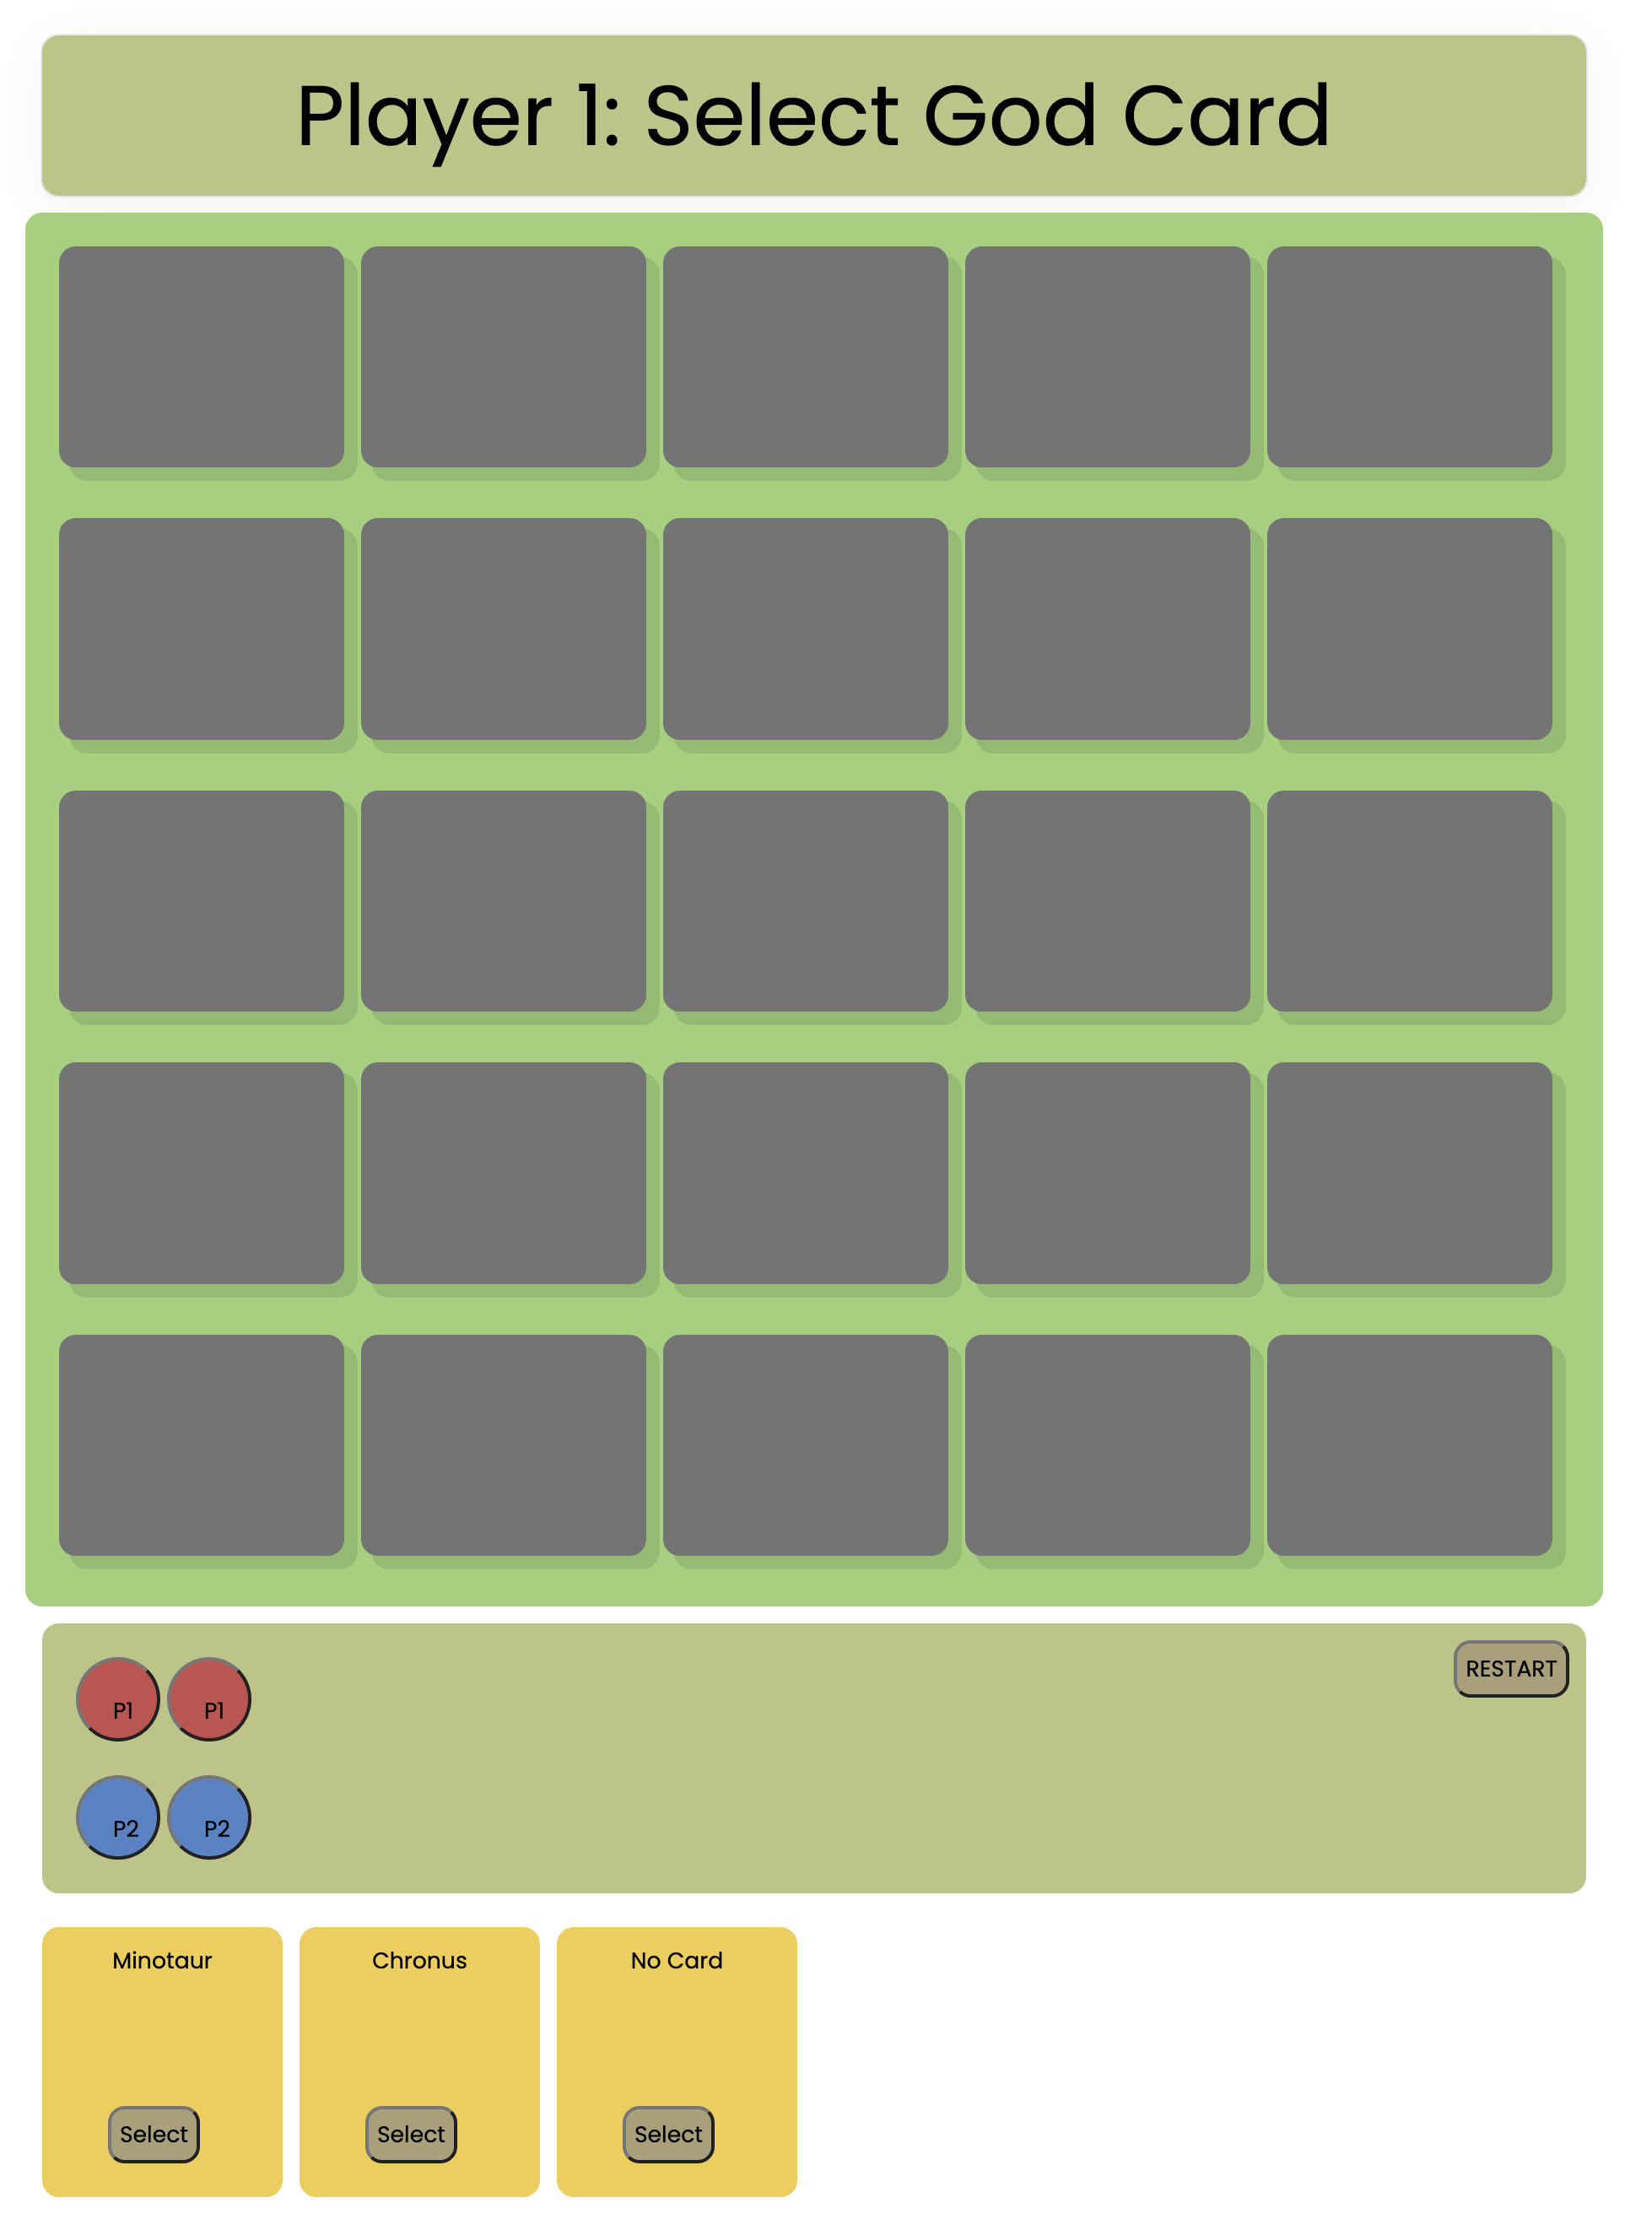 Player 1: Select God Card
RESTART
P1 P1
P2 P2
Minotaur
Chronus
No Card
Select
Select
Select